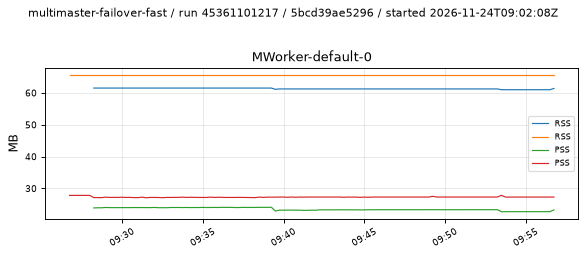 multimaster-failover-fast / run 45361101217 / 5bcd39ae5296 / started 2026-11-24T09:02:08Z
MWorker-default-0
MB
60
50
40
30
RSS
RSS
PSS
PSS
09:30
09:35
09:40
09:45
09:50
09:55